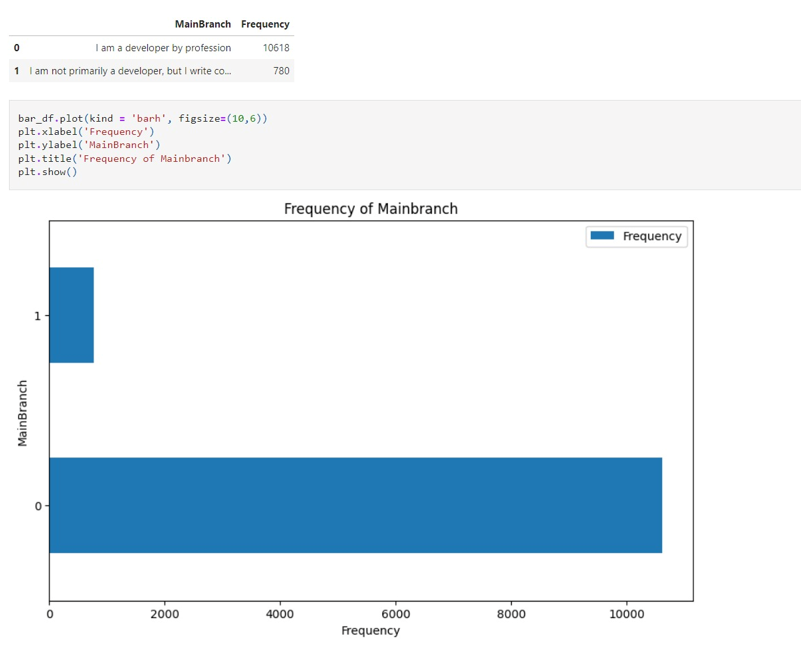 MainBranch Frequency
0 I am a developer by profession 10618
1 I am not primarily a developer, but I write co... 780
bar_df.plot(kind = 'barh', figsize=(10,6))
plt.xlabel('Frequency')
plt.ylabel('MainBranch')
plt.title('Frequency of Mainbranch')
plt.show()
Frequency of Mainbranch
Frequency
1
MainBranch
0
0 2000 4000 6000 8000 10000
Frequency